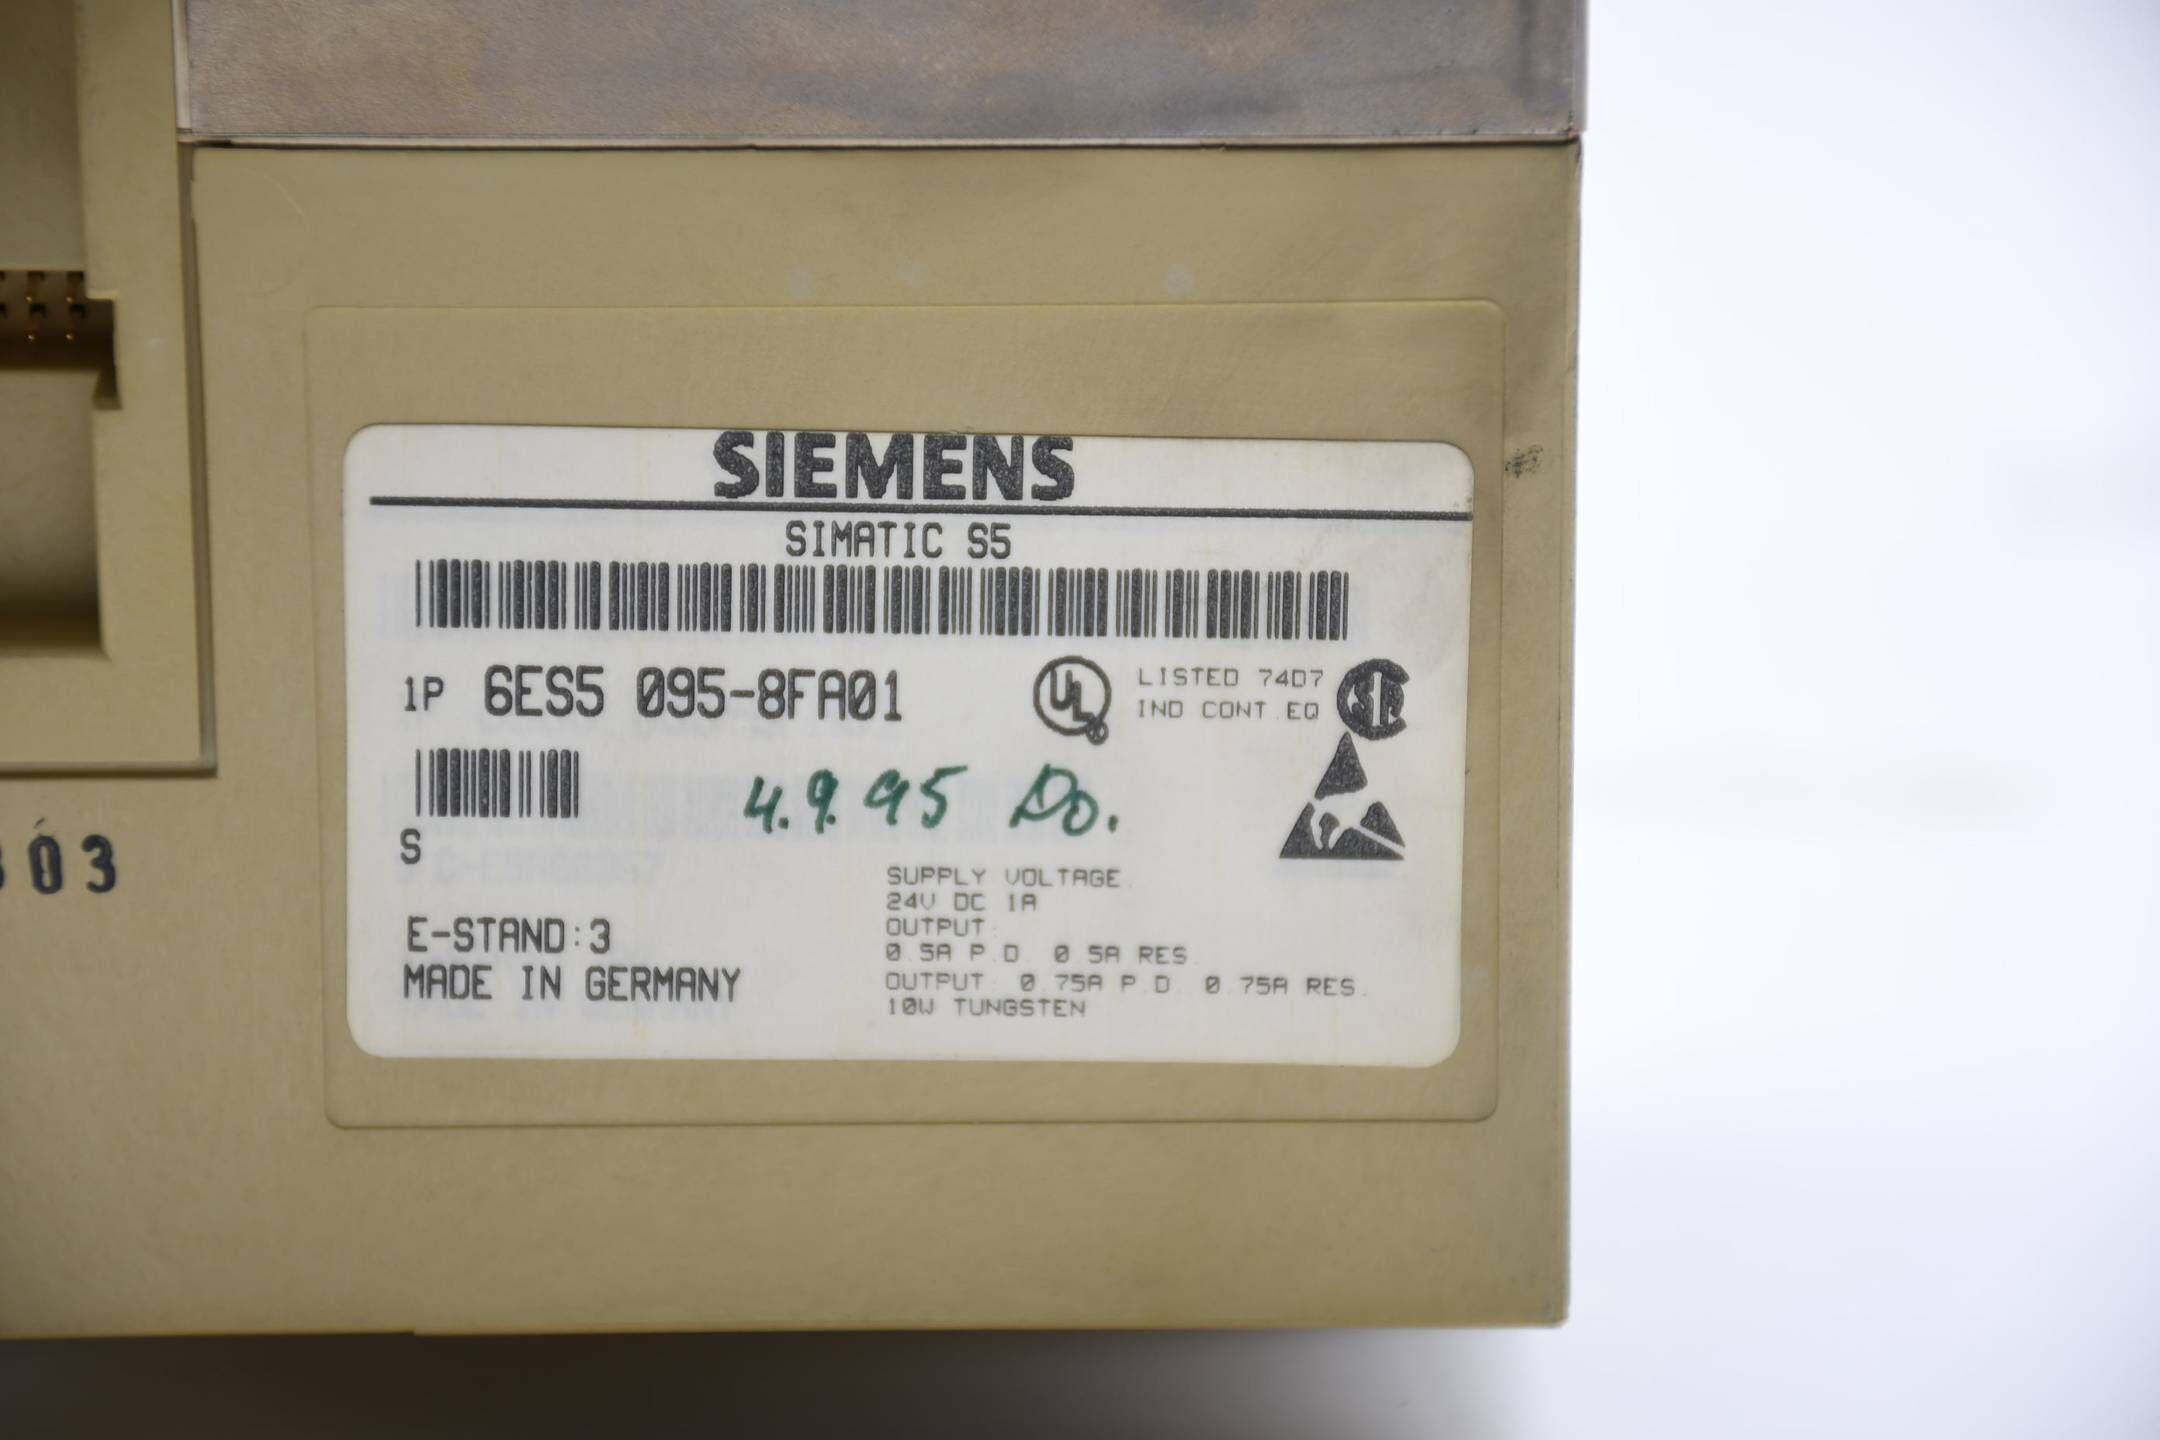 SIEMENS
SIMATIC S5
1P 6ES5 095-8FA01
UL LISTED 74D7
IND CONT.EQ
4.9.95 Do.
S
03
SUPPLY VOLTAGE
24V DC 1A
OUTPUT:
0.5A P.D. 0.5A RES.
OUTPUT: 0.75A P.D. 0.75A RES.
10W TUNGSTEN
E-STAND:3
MADE IN GERMANY